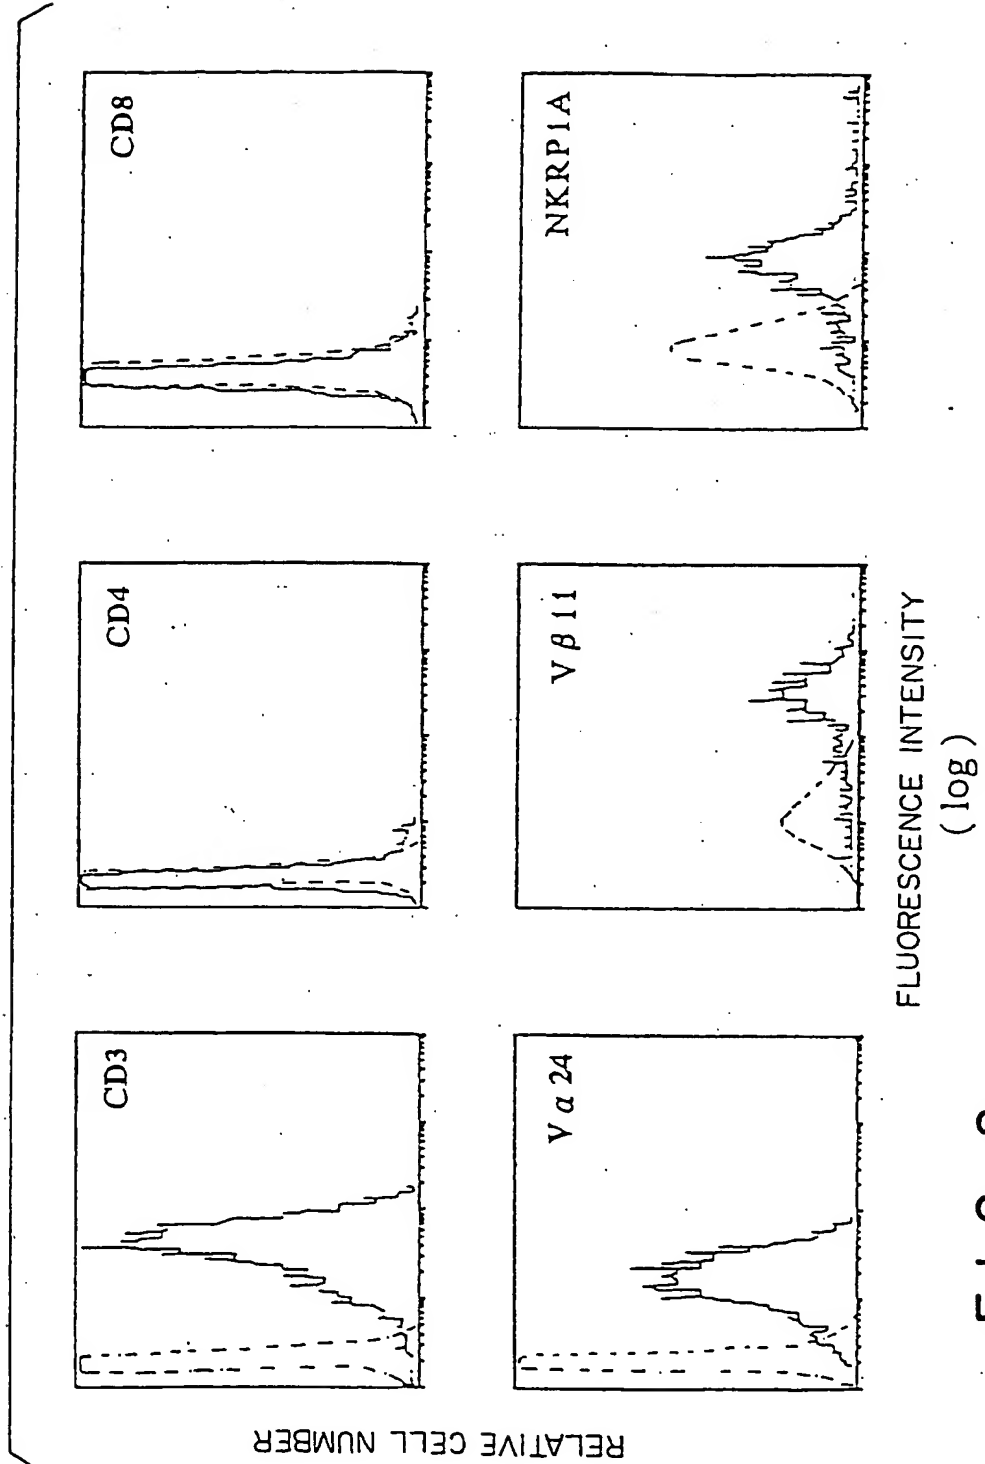 CD3
CD4
CD8
V α 24
V β 11
NKRP1A
RELATIVE CELL NUMBER
FLUORESCENCE INTENSITY
(log)